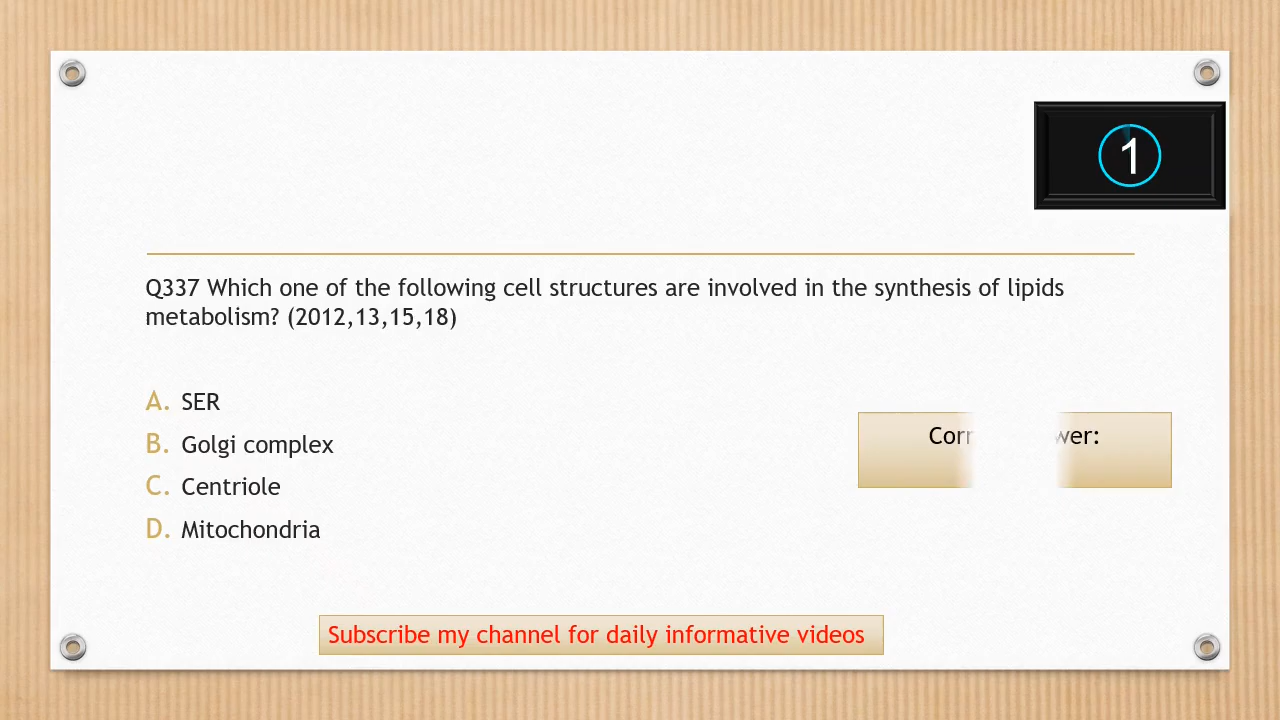 1
Q337 Which one of the following cell structures are involved in the synthesis of lipids
metabolism? (2012,13,15,18)
A. SER
B. Golgi complex
C. Centriole
D. Mitochondria
Subscribe my channel for daily informative videos